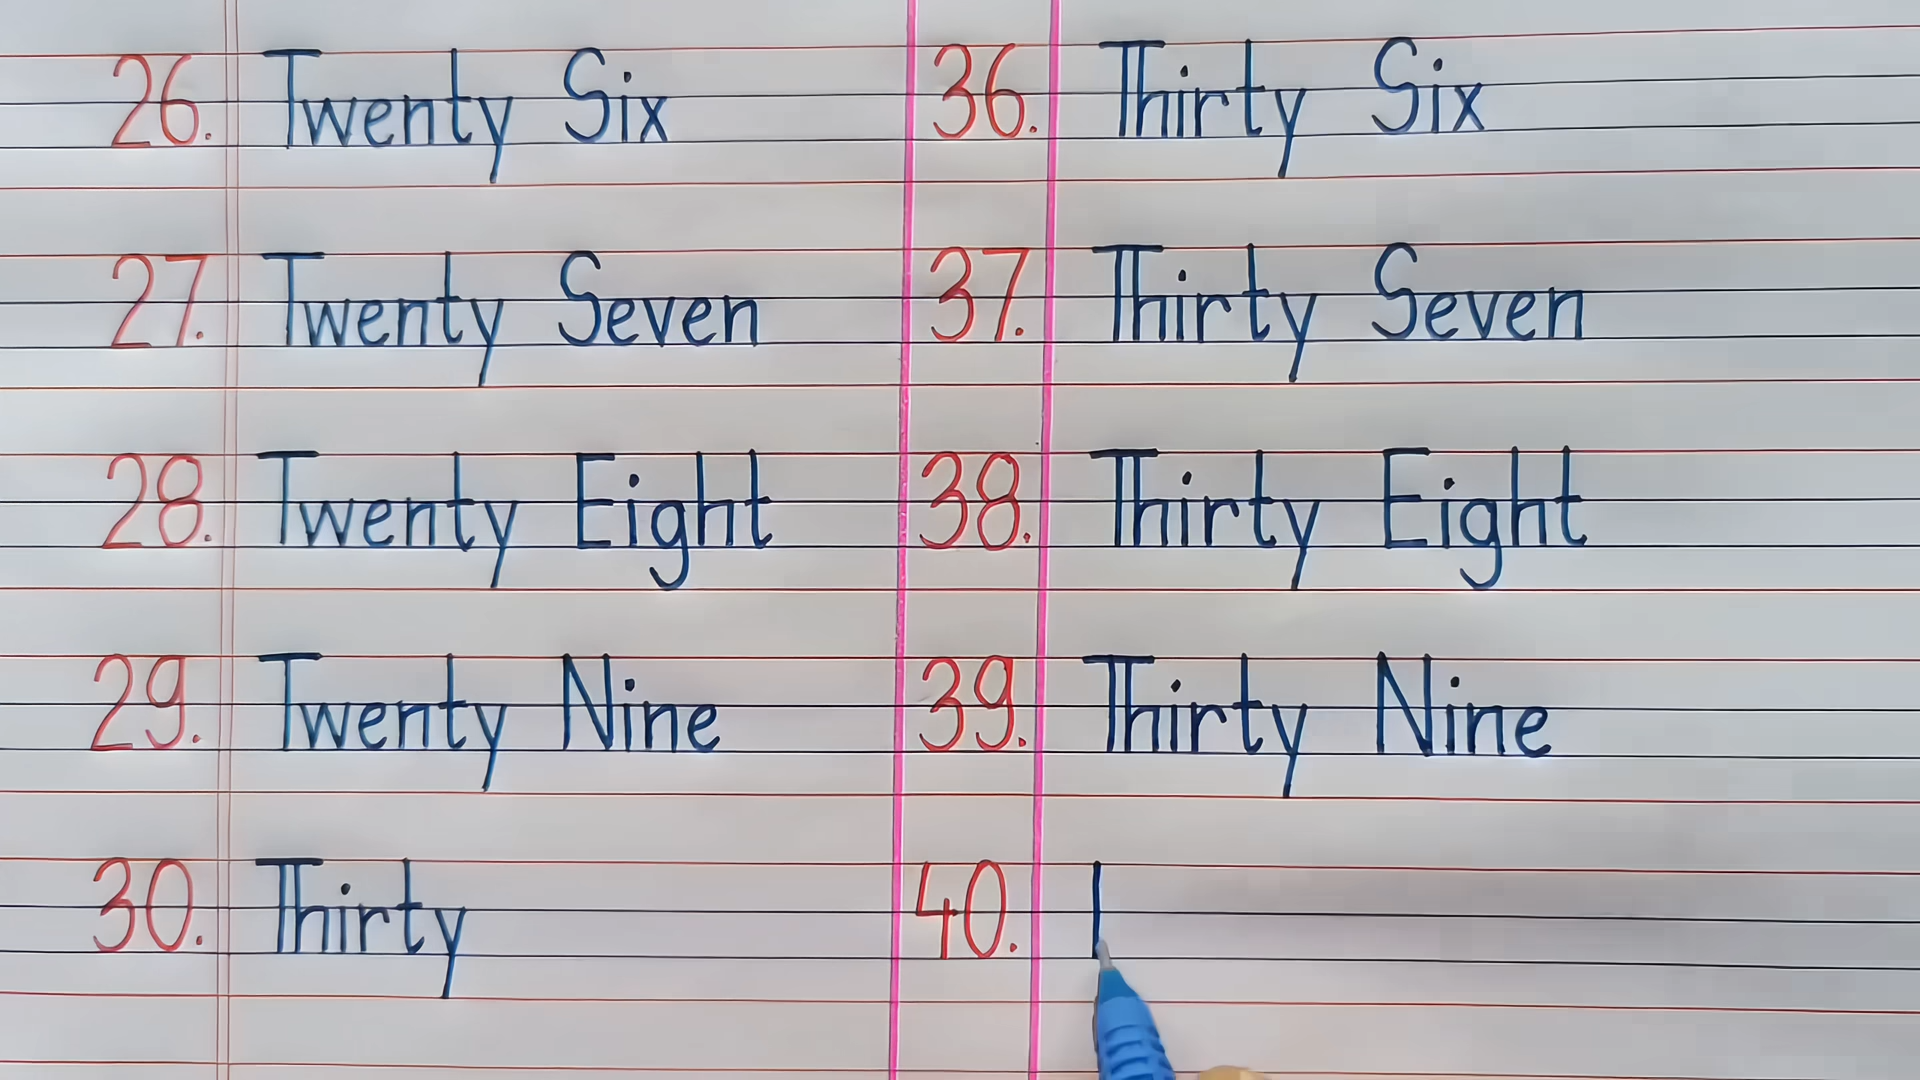 26. Twenty Six
27. Twenty Seven
28. Twenty Eight
29. Twenty Nine
30. Thirty
36. Thirty Six
37. Thirty Seven
38. Thirty Eight
39. Thirty Nine
40.